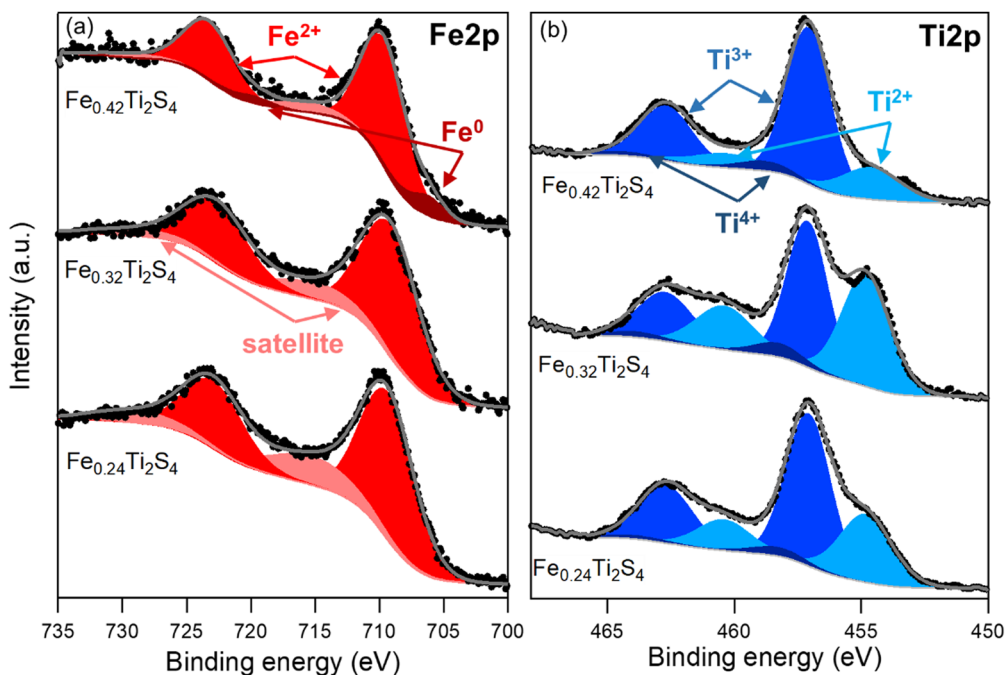 (a)
Fe2p
Fe²⁺
Fe₀.₄₂Ti₂S₄
Fe⁰
Fe₀.₃₂Ti₂S₄
satellite
Fe₀.₂₄Ti₂S₄
Intensity (a.u.)
735 730 725 720 715 710 705 700
Binding energy (eV)
(b)
Ti2p
Ti³⁺
Ti²⁺
Fe₀.₄₂Ti₂S₄
Ti⁴⁺
Fe₀.₃₂Ti₂S₄
Fe₀.₂₄Ti₂S₄
465 460 455 450
Binding energy (eV)